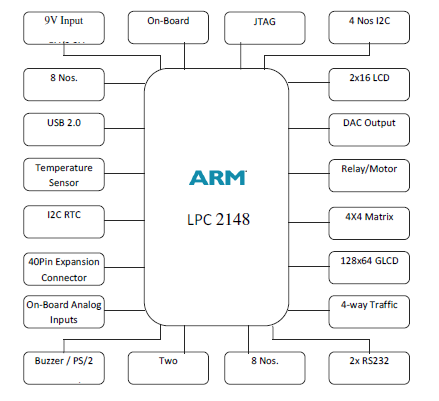 9V Input
On-Board
JTAG
4 Nos I2C
8 Nos.
2x16 LCD
USB 2.0
DAC Output
Temperature
Sensor
Relay/Motor
ARM
LPC 2148
I2C RTC
4X4 Matrix
40Pin Expansion
Connector
128x64 GLCD
On-Board Analog
Inputs
4-way Traffic
Buzzer / PS/2
Two
8 Nos.
2x RS232